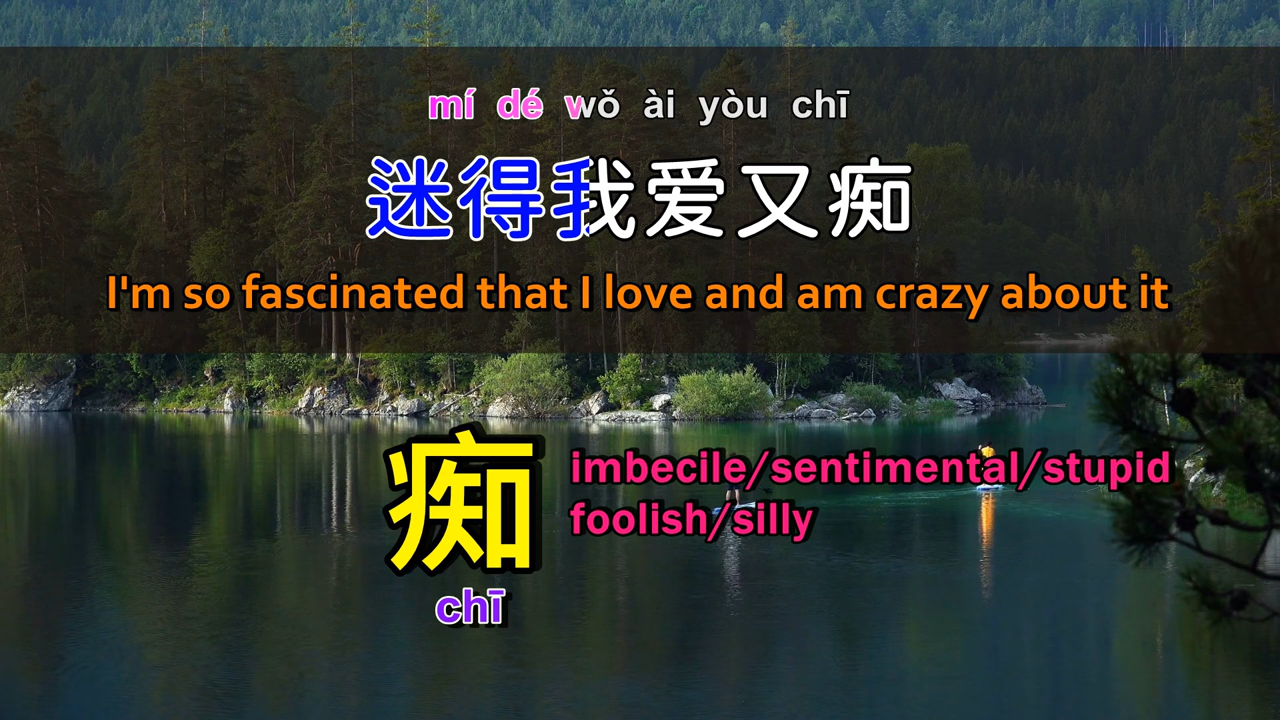 mí dé wǒ ài yòu chī
迷得我爱又痴
I'm so fascinated that I love and am crazy about it
痴
imbecile/sentimental/stupid
foolish/silly
chī